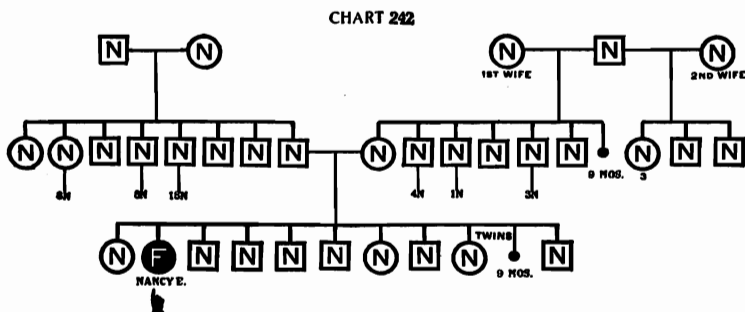 CHART 242
N N N N N
1ST WIFE 2ND WIFE
N N N N N N N N N N N N N N N N N
9 MOS. 3
8N 6N 15N 4N 1N 3N
TWINS
N F N N N N N N N N
NANCY E. 9 MOS.